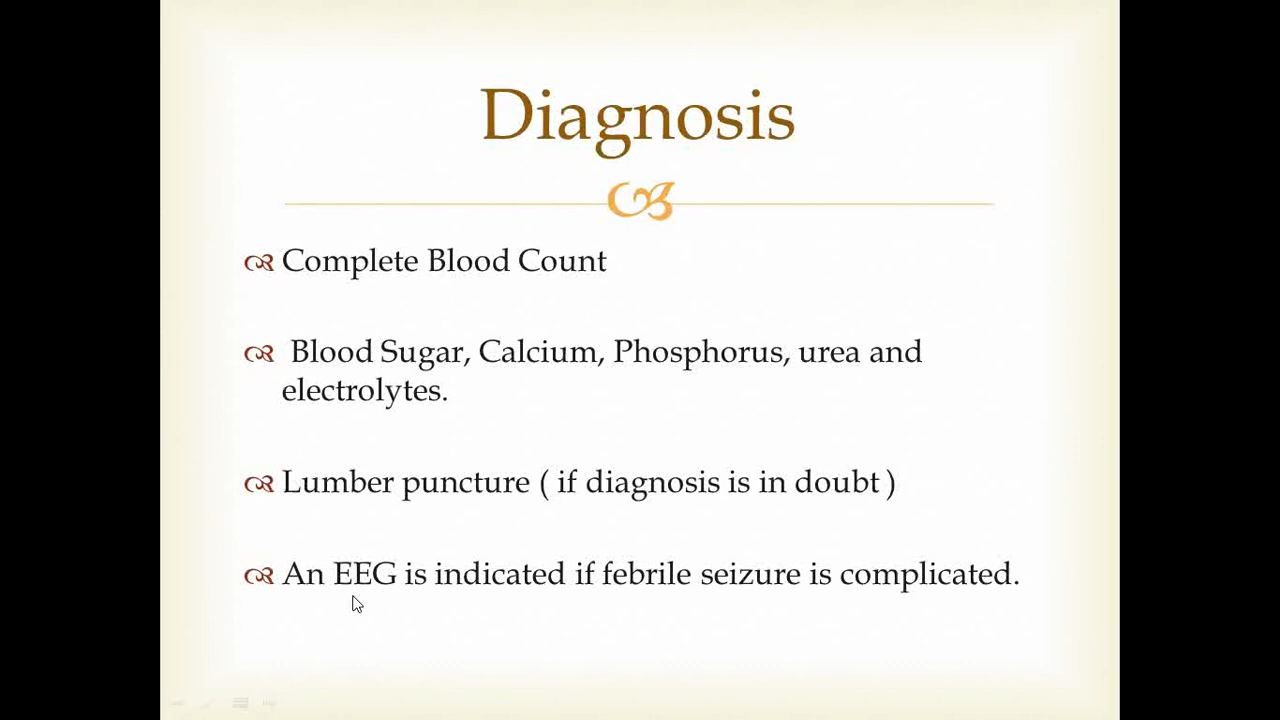 Diagnosis
Complete Blood Count
Blood Sugar, Calcium, Phosphorus, urea and
electrolytes.
Lumber puncture ( if diagnosis is in doubt )
An EEG is indicated if febrile seizure is complicated.